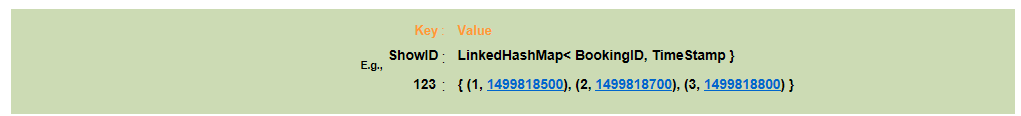 Key : Value
ShowID : LinkedHashMap< BookingID, TimeStamp }
E.g.,
123 : { (1, 1499818500), (2, 1499818700), (3, 1499818800) }